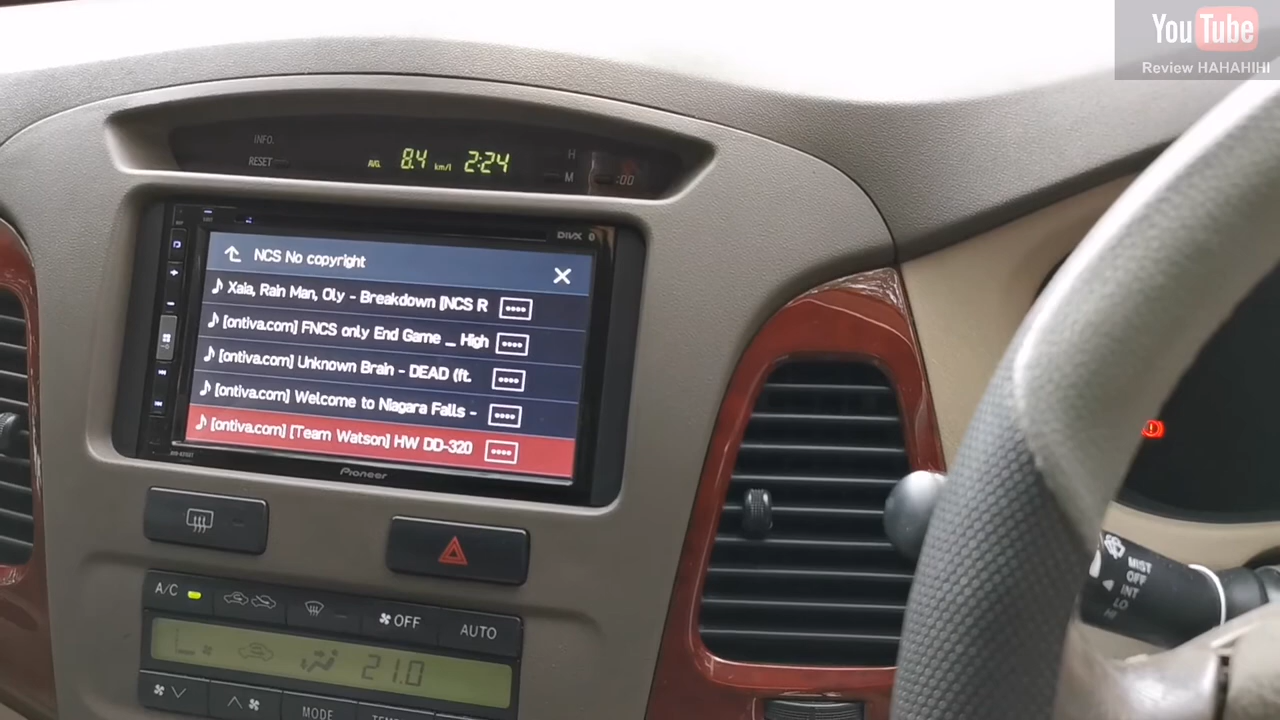 You Tube
Review HAHAHIHI
INFO.
RESET
AVG. 8.4 km/l 2:24
H
M
:00
DIVX
NCS No copyright
Xaia, Rain Man, Oly - Breakdown [NCS R
[ontiva.com] FNCS only End Game _ High
[ontiva.com] Unknown Brain - DEAD (ft.
[ontiva.com] Welcome to Niagara Falls -
[ontiva.com] [Team Watson] HW DD-320
Pioneer
A/C
OFF
AUTO
21.0
MODE
MIST
OFF
INT
LO
HI